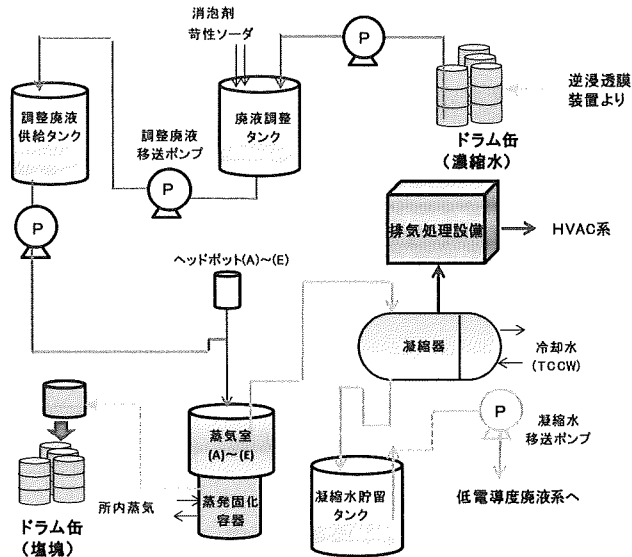 消泡剤
苛性ソーダ
P
調整廃液
供給タンク
調整廃液
移送ポンプ
P
廃液調整
タンク
逆浸透膜
装置より
ドラム缶
(濃縮水)
P
排気処理設備
HVAC系
ヘッドポット(A)~(E)
凝縮器
冷却水
(TCCW)
P
凝縮水
移送ポンプ
蒸気室
(A)~(E)
所内蒸気
蒸発固化
容器
凝縮水貯留
タンク
低電導度廃液系へ
ドラム缶
(塩塊)